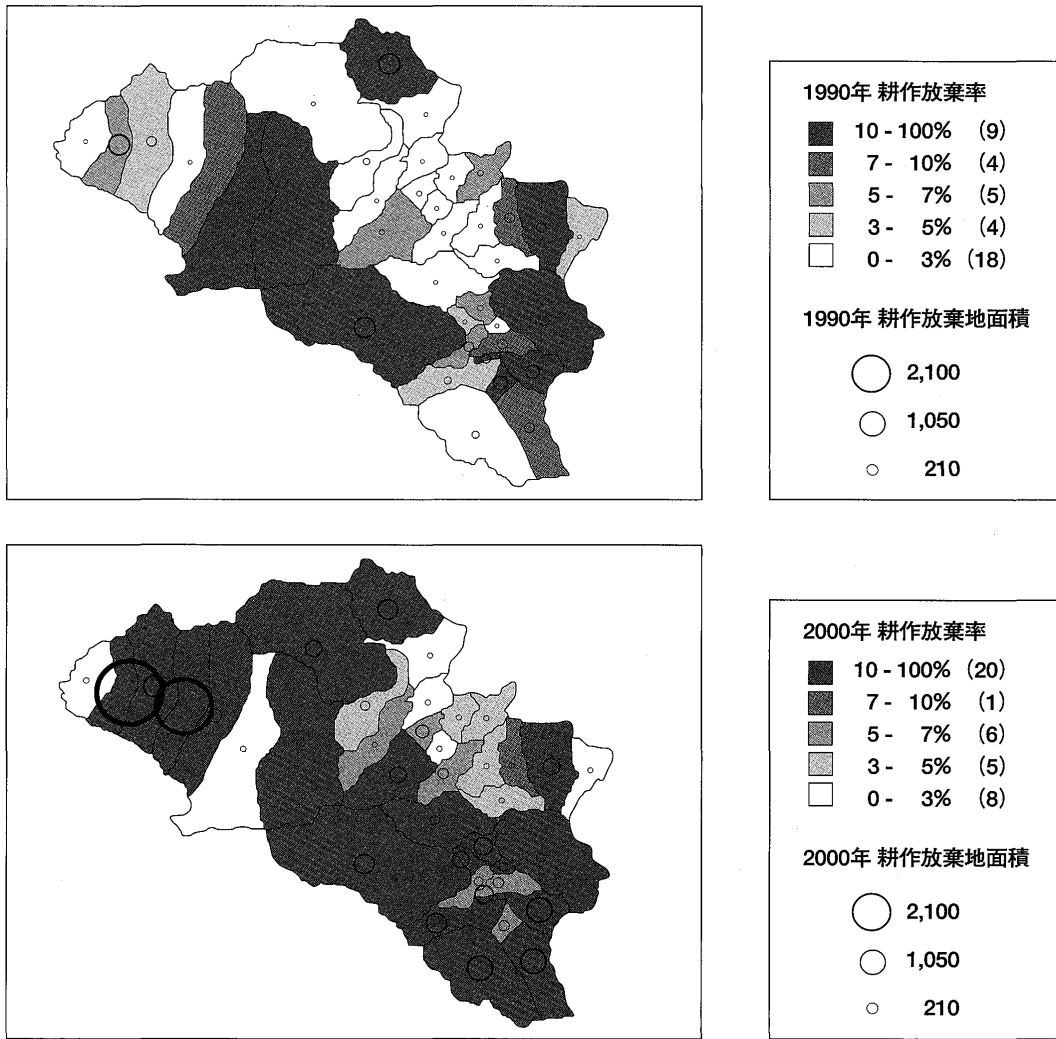 1990年 耕作放棄率
10 - 100% (9)
7 - 10% (4)
5 - 7% (5)
3 - 5% (4)
0 - 3% (18)
1990年 耕作放棄地面積
2,100
1,050
210
2000年 耕作放棄率
10 - 100% (20)
7 - 10% (1)
5 - 7% (6)
3 - 5% (5)
0 - 3% (8)
2000年 耕作放棄地面積
2,100
1,050
210